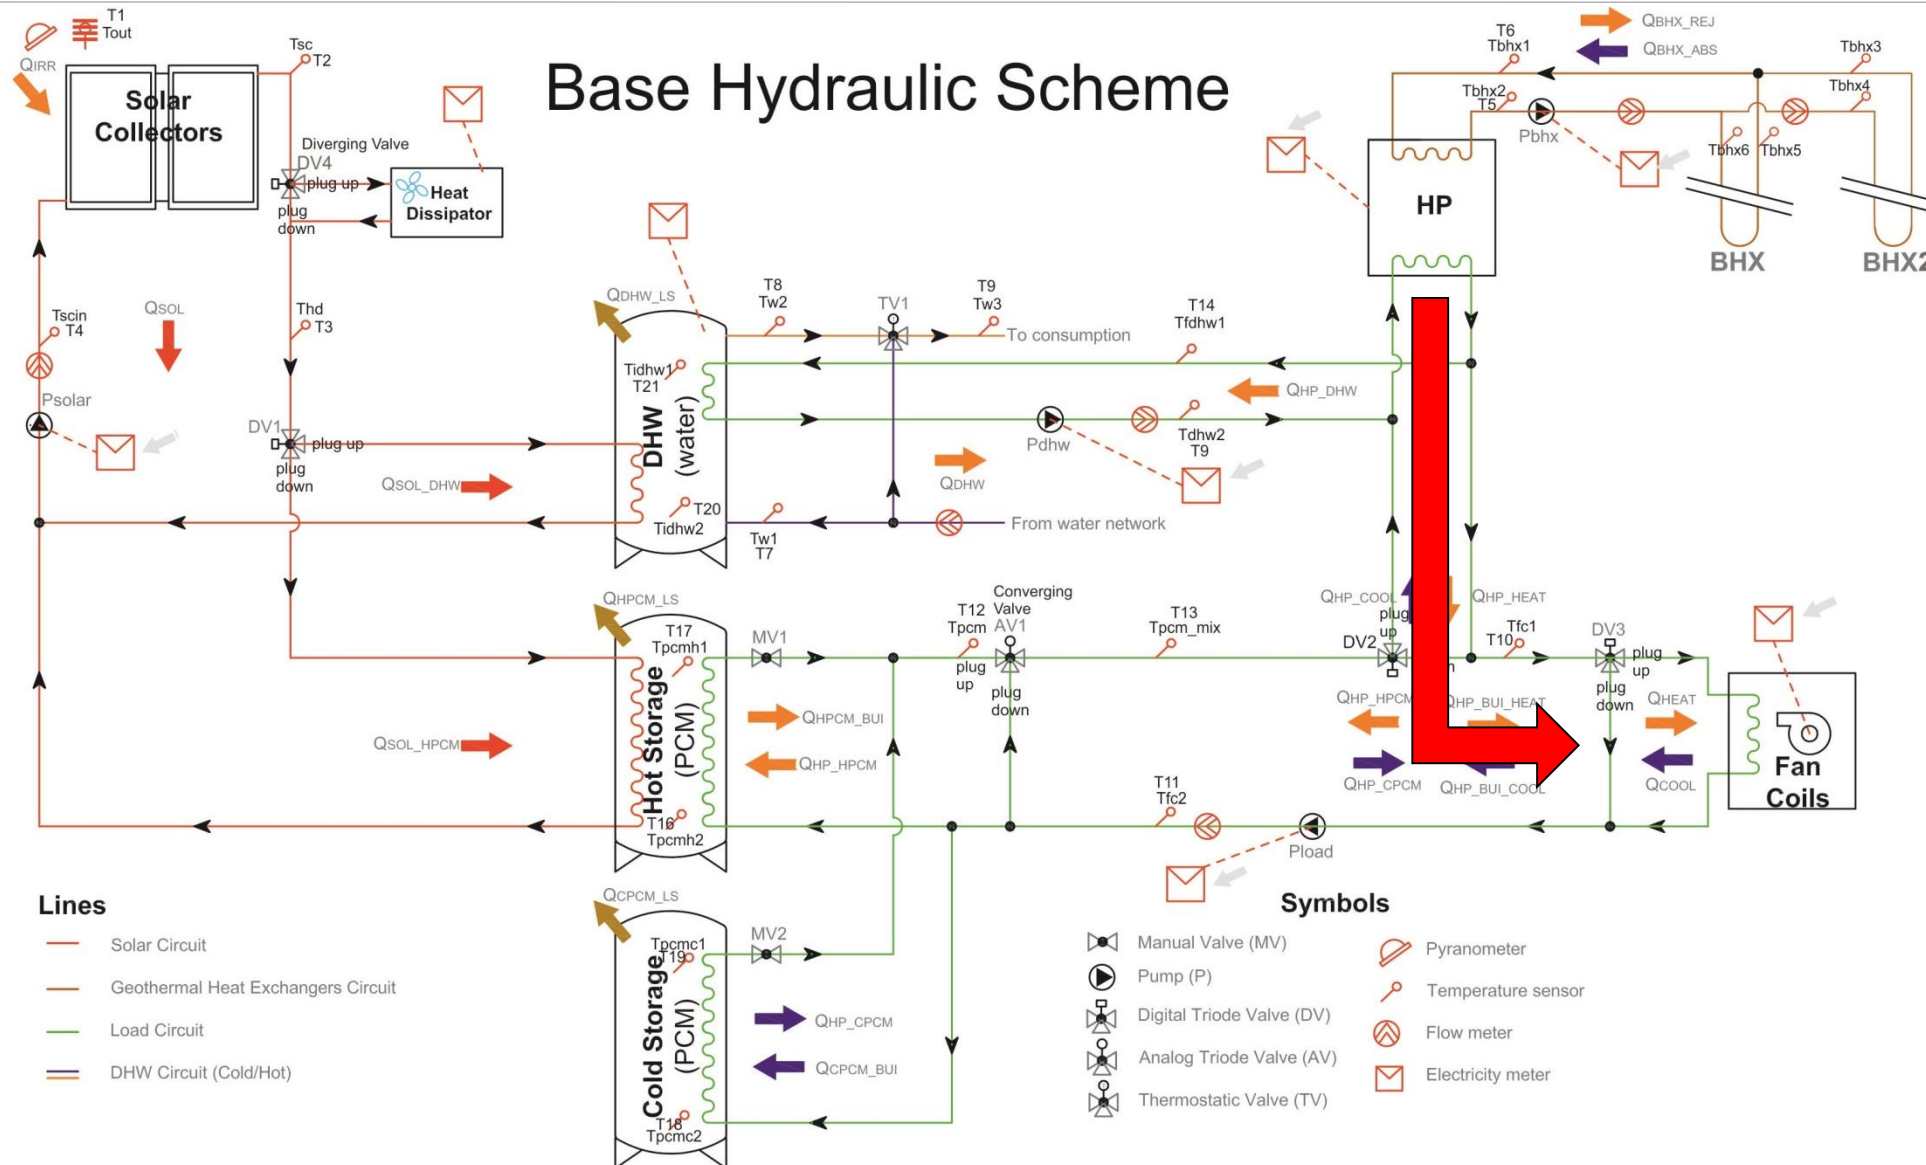 Base Hydraulic Scheme
T1
Tout
QIRR
Solar
Collectors
Tsc
T2
Diverging Valve
DV4
plug up
plug
down
Heat
Dissipator
Tscin
T4
QSOL
Thd
T3
Psolar
DV1
plug up
plug
down
QSOL_DHW
QDHW_LS
T8
Tw2
TV1
T9
Tw3
To consumption
T14
Tfdhw1
Tidhw1
T21
DHW
(water)
QHP_DHW
Pdhw
Tdhw2
T9
QDHW
T20
Tidhw2
Tw1
T7
From water network
T6
Tbhx1
QBHX_REJ
QBHX_ABS
Tbhx3
Tbhx2
T5
Tbhx4
Pbhx
Tbhx6
Tbhx5
HP
BHX
BHX2
QHPCM_LS
T17
Tpcmh1
MV1
Hot Storage
(PCM)
T12
Tpcm
plug
up
Converging
Valve
AV1
plug
down
T13
Tpcm_mix
QHP_COOL
plug
up
DV2
QHP_HEAT
T10
Tfc1
DV3
plug
up
plug
down
QHPCM_BUI
QHP_HPCM
QSOL_HPCM
QHP_HPCM
QHP_BUI_HEAT
QHEAT
QHP_CPCM
QHP_BUI_COOL
QCOOL
Fan
Coils
T16
Tpcmh2
T11
Tfc2
Pload
QCPCM_LS
Tpcmc1
T19
MV2
Cold Storage
(PCM)
QHP_CPCM
QCPCM_BUI
T18
Tpcmc2
Lines
Solar Circuit
Geothermal Heat Exchangers Circuit
Load Circuit
DHW Circuit (Cold/Hot)
Symbols
Manual Valve (MV)
Pump (P)
Digital Triode Valve (DV)
Analog Triode Valve (AV)
Thermostatic Valve (TV)
Pyranometer
Temperature sensor
Flow meter
Electricity meter